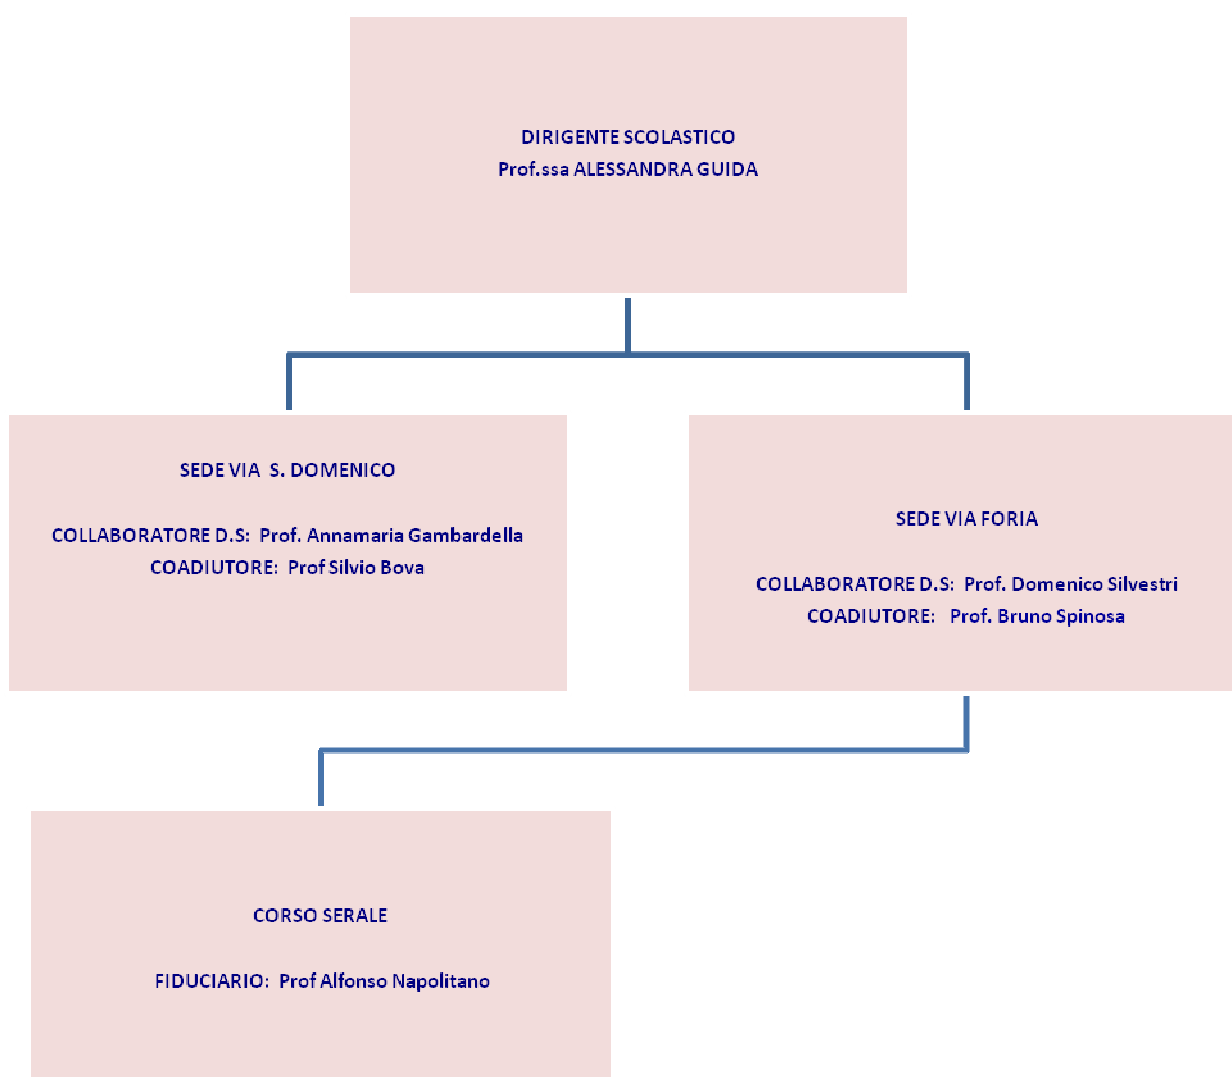 DIRIGENTE SCOLASTICO
Prof.ssa ALESSANDRA GUIDA
SEDE VIA  S. DOMENICO
COLLABORATORE D.S:  Prof. Annamaria Gambardella
COADIUTORE:  Prof Silvio Bova
SEDE VIA FORIA
COLLABORATORE D.S:  Prof. Domenico Silvestri
COADIUTORE:   Prof. Bruno Spinosa
CORSO SERALE
FIDUCIARIO:  Prof Alfonso Napolitano